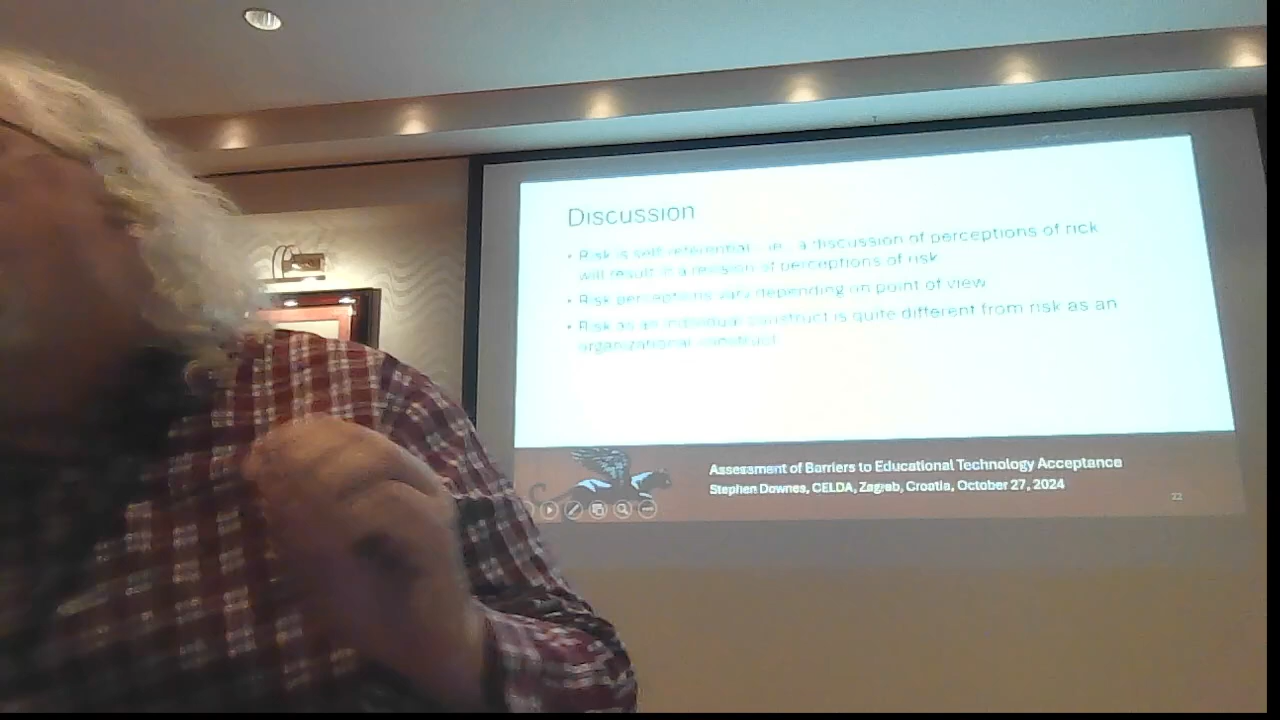 Discussion
• Risk is self referential, ie., a discussion of perceptions of risk
will result in a revision of perceptions of risk
• Risk perceptions vary depending on point of view
• Risk as an individual construct is quite different from risk as an
organizational construct
Assessment of Barriers to Educational Technology Acceptance
Stephen Downes, CELDA, Zagreb, Croatia, October 27, 2024
22